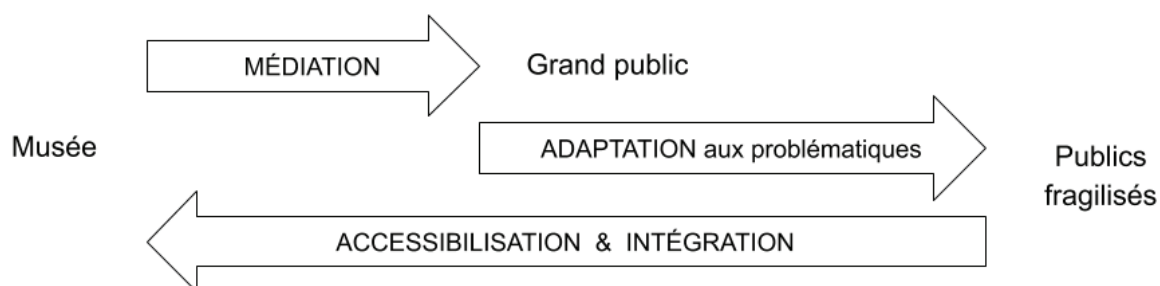 MÉDIATION
Grand public
Musée
ADAPTATION aux problématiques
Publics
fragilisés
ACCESSIBILISATION & INTÉGRATION